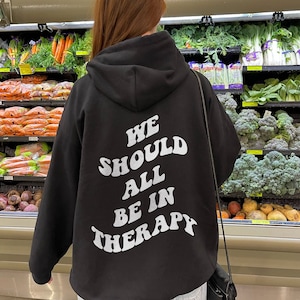 WE
SHOULD
ALL
BE IN
THERAPY